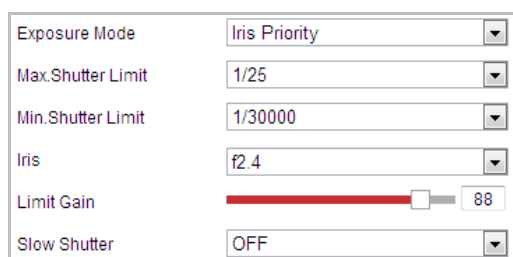 Exposure Mode Iris Priority
Max.Shutter Limit 1/25
Min.Shutter Limit 1/30000
Iris f2.4
Limit Gain 88
Slow Shutter OFF